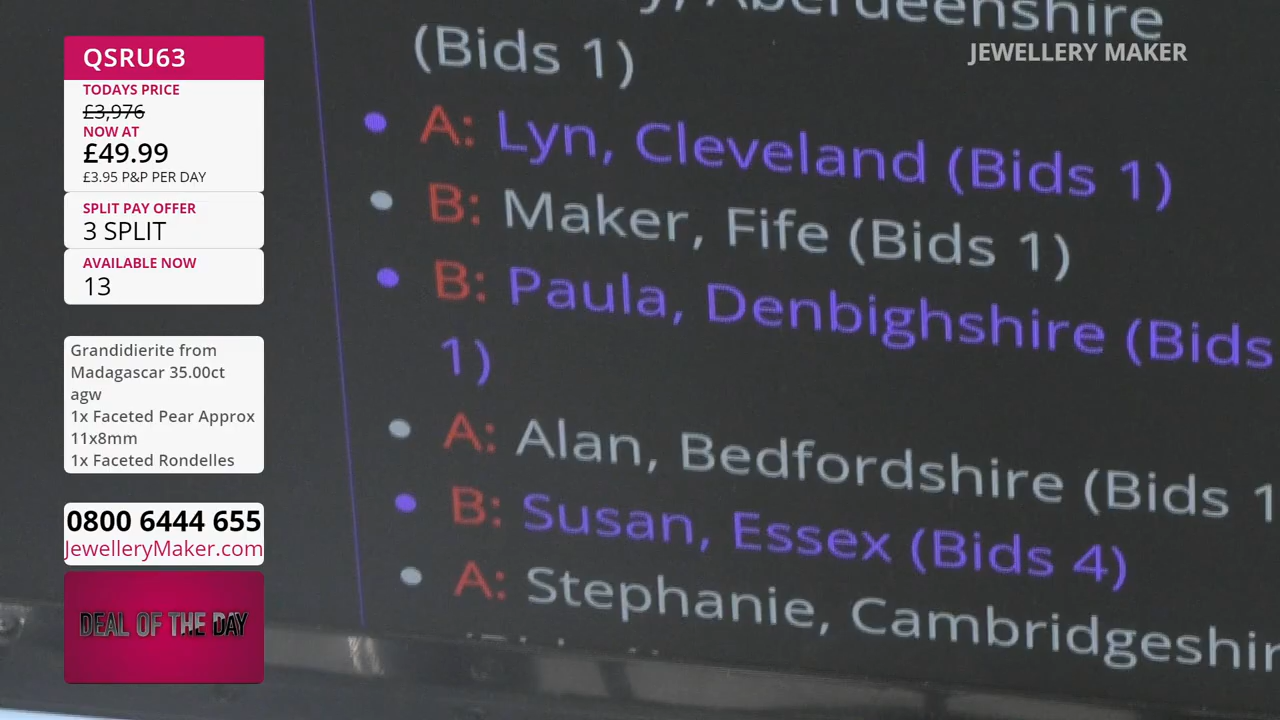 QSRU63
TODAYS PRICE
£3,976
NOW AT
£49.99
£3.95 P&P PER DAY
SPLIT PAY OFFER
3 SPLIT
AVAILABLE NOW
13
Grandidierite from
Madagascar 35.00ct
agw
1x Faceted Pear Approx
11x8mm
1x Faceted Rondelles
0800 6444 655
JewelleryMaker.com
DEAL OF THE DAY
JEWELLERY MAKER
Aberdeenshire
(Bids 1)
• A: Lyn, Cleveland (Bids 1)
• B: Maker, Fife (Bids 1)
• B: Paula, Denbighshire (Bids
1)
• A: Alan, Bedfordshire (Bids 1
• B: Susan, Essex (Bids 4)
• A: Stephanie, Cambridgeshir